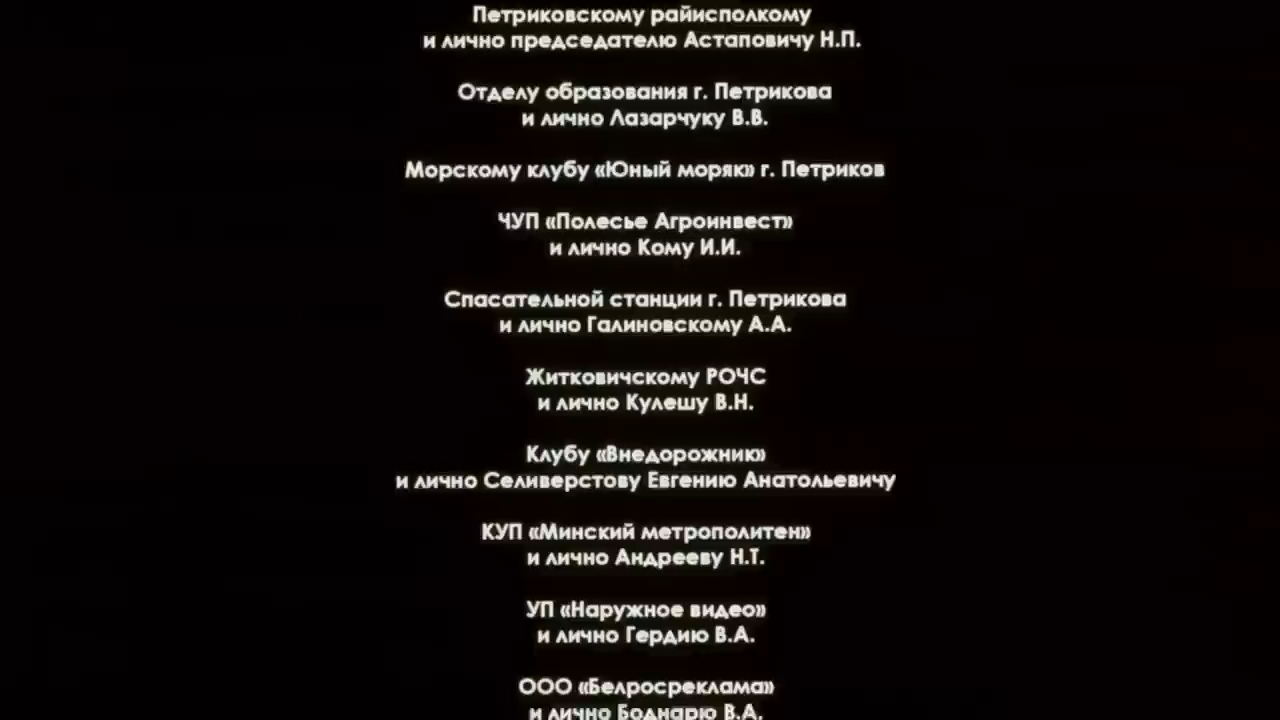 Петриковскому райисполкому
и лично председателю Астаповичу Н.П.
Отделу образования г. Петрикова
и лично Лазарчуку В.В.
Морскому клубу «Юный моряк» г. Петриков
ЧУП «Полесье Агроинвест»
и лично Кому И.И.
Спасательной станции г. Петрикова
и лично Галиновскому А.А.
Житковичскому РОЧС
и лично Кулешу В.Н.
Клубу «Внедорожник»
и лично Селиверстову Евгению Анатольевичу
КУП «Минский метрополитен»
и лично Андрееву Н.Т.
УП «Наружное видео»
и лично Гердию В.А.
ООО «Белросреклама»
и лично Боднарю В.А.